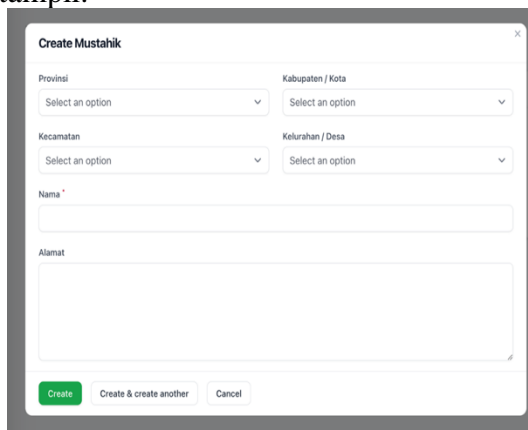 tampil.
Create Mustahik
Provinsi
Kabupaten / Kota
Select an option
Select an option
Kecamatan
Kelurahan / Desa
Select an option
Select an option
Nama *
Alamat
Create
Create & create another
Cancel